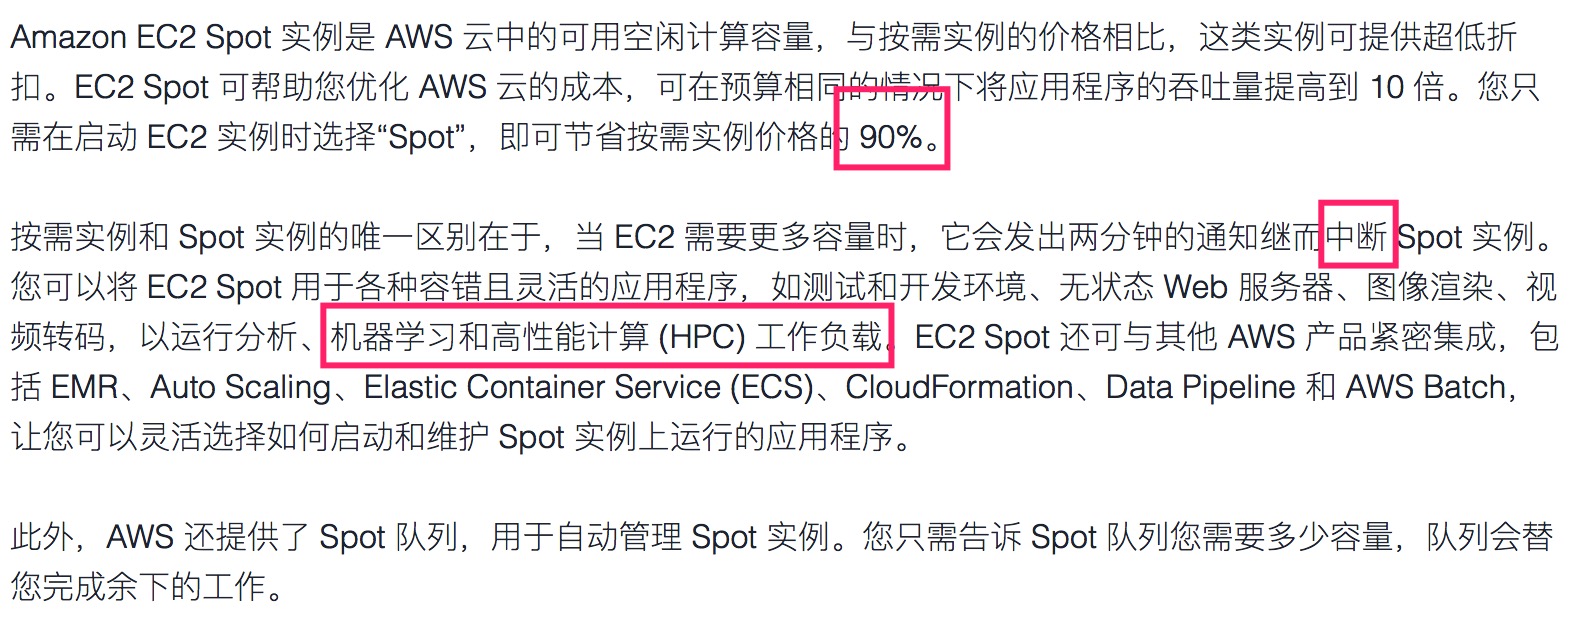 Amazon EC2 Spot 实例是 AWS 云中的可用空闲计算容量，与按需实例的价格相比，这类实例可提供超低折
扣。EC2 Spot 可帮助您优化 AWS 云的成本，可在预算相同的情况下将应用程序的吞吐量提高到 10 倍。您只
需在启动 EC2 实例时选择“Spot”，即可节省按需实例价格的 90%。
按需实例和 Spot 实例的唯一区别在于，当 EC2 需要更多容量时，它会发出两分钟的通知继而中断 Spot 实例。
您可以将 EC2 Spot 用于各种容错且灵活的应用程序，如测试和开发环境、无状态 Web 服务器、图像渲染、视
频转码，以运行分析、机器学习和高性能计算 (HPC) 工作负载。EC2 Spot 还可与其他 AWS 产品紧密集成，包
括 EMR、Auto Scaling、Elastic Container Service (ECS)、CloudFormation、Data Pipeline 和 AWS Batch，
让您可以灵活选择如何启动和维护 Spot 实例上运行的应用程序。
此外，AWS 还提供了 Spot 队列，用于自动管理 Spot 实例。您只需告诉 Spot 队列您需要多少容量，队列会替
您完成余下的工作。